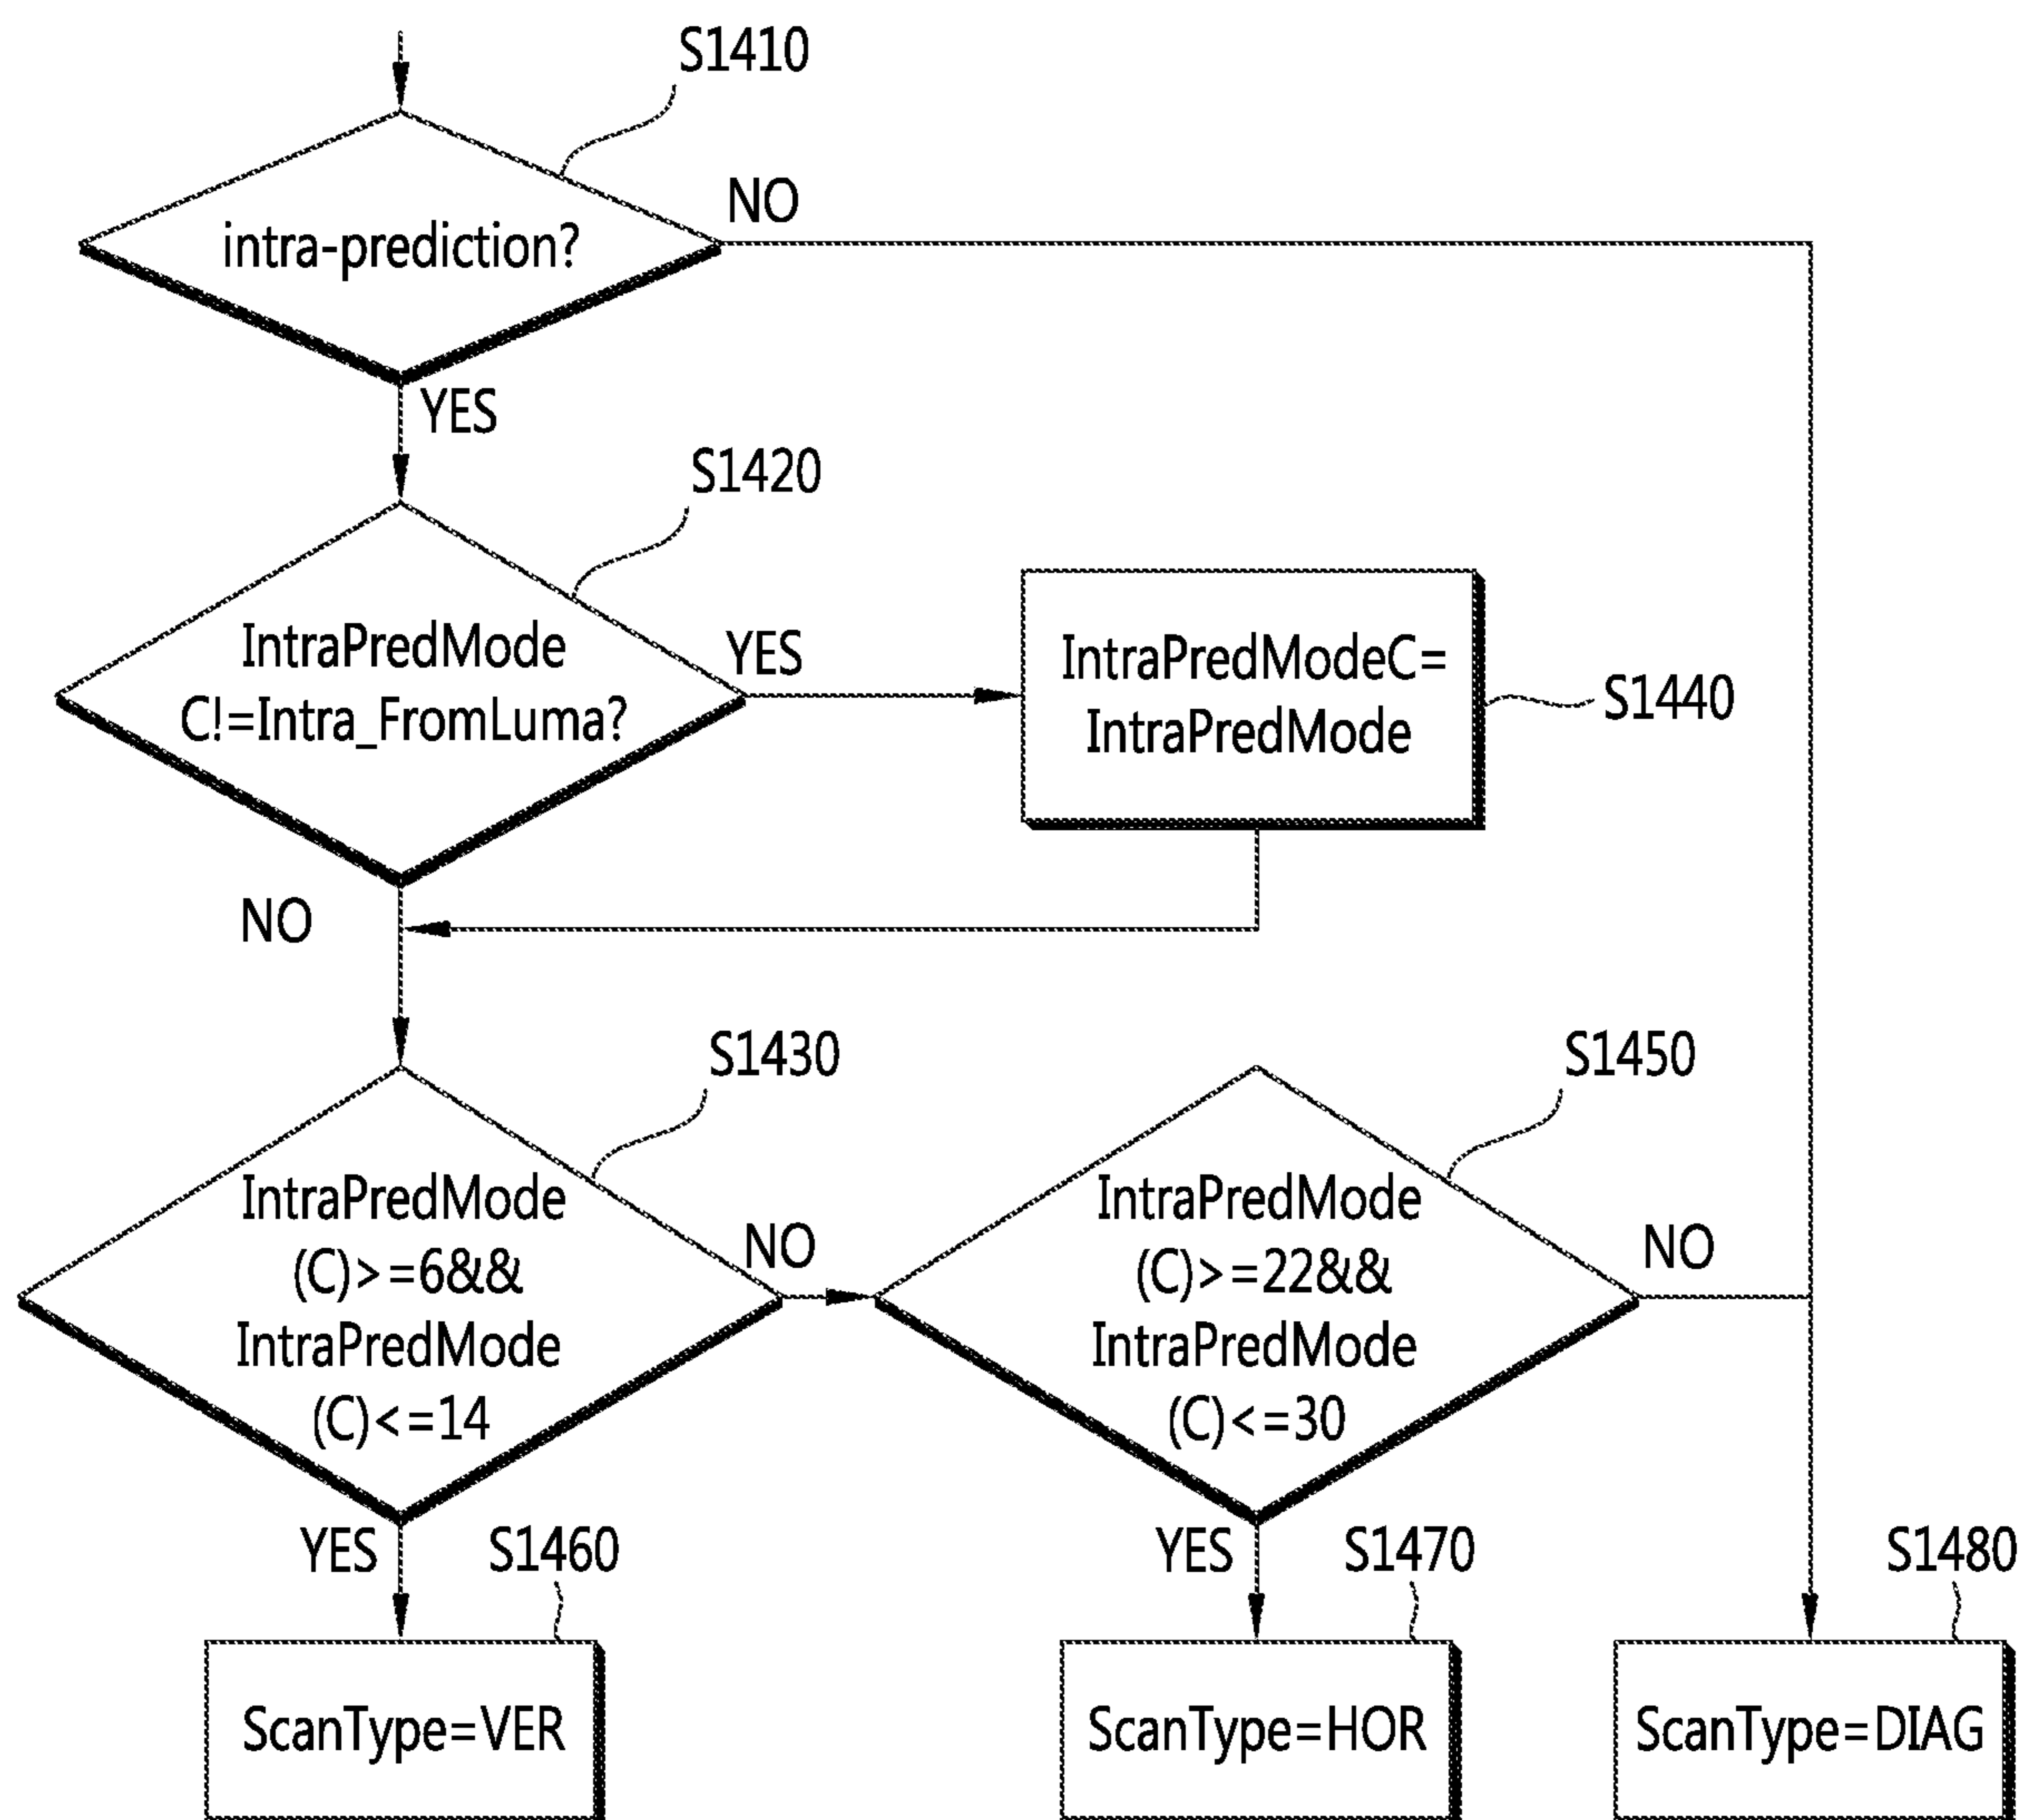 S1410
NO
intra-prediction?
YES
S1420
IntraPredMode
C!=Intra_FromLuma?
YES
IntraPredModeC=
IntraPredMode
S1440
NO
S1430
S1450
IntraPredMode
(C)>=6&&
IntraPredMode
(C)<=14
NO
IntraPredMode
(C)>=22&&
IntraPredMode
(C)<=30
NO
YES
S1460
YES
S1470
S1480
ScanType=VER
ScanType=HOR
ScanType=DIAG